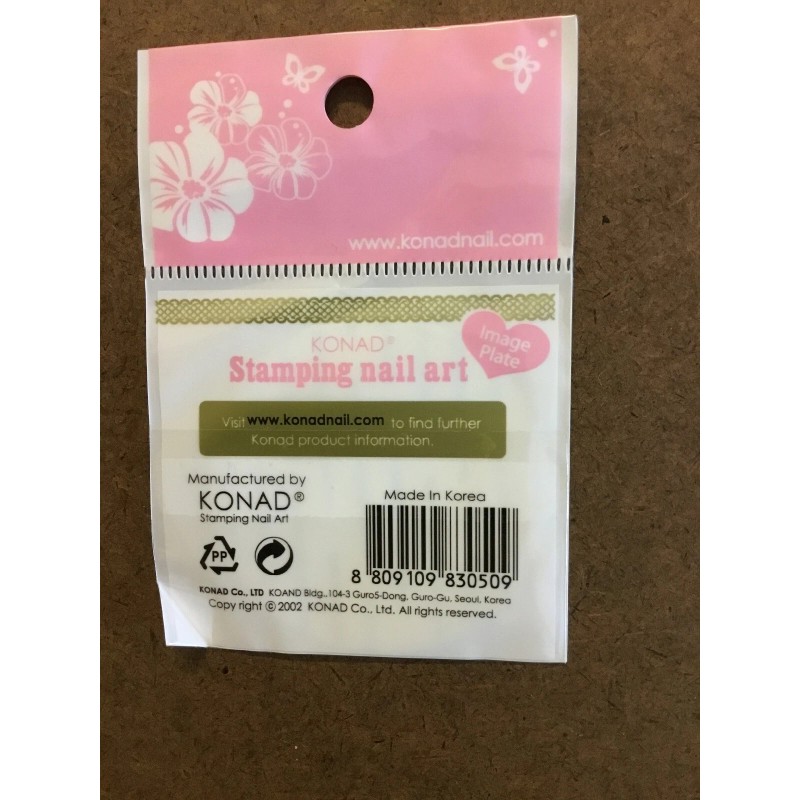 www.konadnail.com
KONAD®
Stamping nail art
Image
Plate
Visit www.konadnail.com to find further
Konad product information.
Manufactured by
KONAD®
Stamping Nail Art
Made In Korea
PP
8 809109 830509
KONAD Co., LTD KOAND Bldg.,104-3 Guro5-Dong, Guro-Gu, Seoul, Korea
Copy right ©2002 KONAD Co., Ltd. All rights reserved.